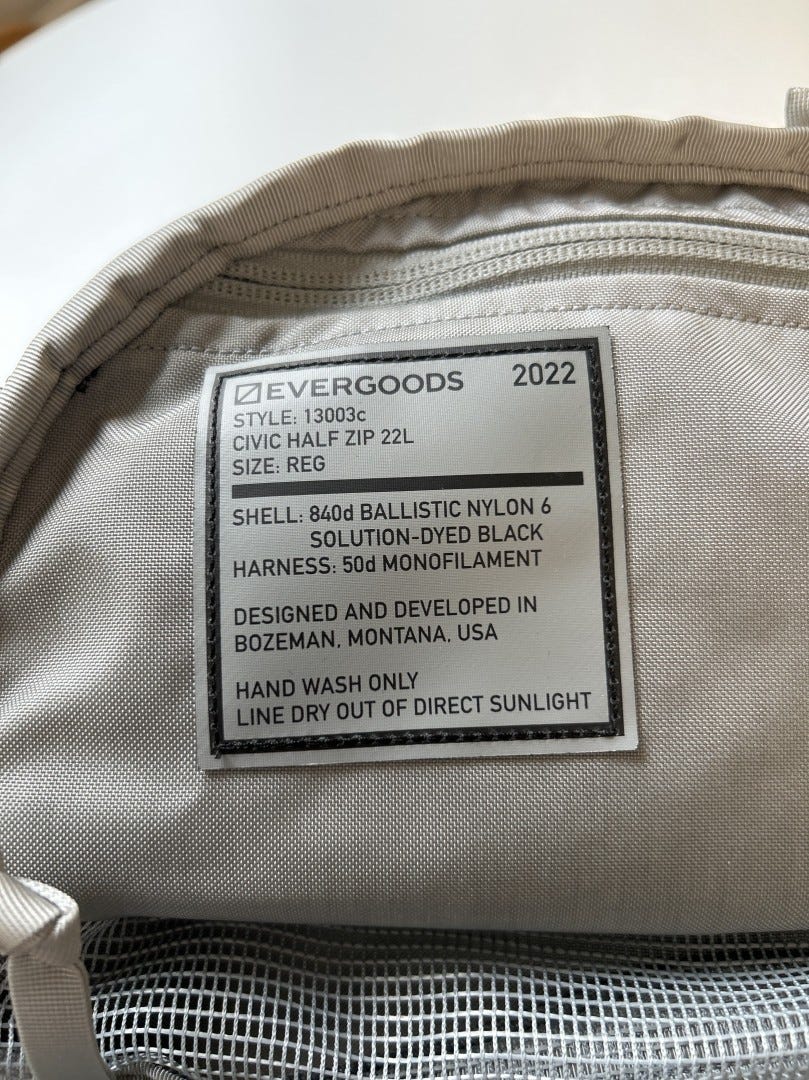 EVERGOODS 2022
STYLE: 13003c
CIVIC HALF ZIP 22L
SIZE: REG
SHELL: 840d BALLISTIC NYLON 6
SOLUTION-DYED BLACK
HARNESS: 50d MONOFILAMENT
DESIGNED AND DEVELOPED IN
BOZEMAN, MONTANA, USA
HAND WASH ONLY
LINE DRY OUT OF DIRECT SUNLIGHT